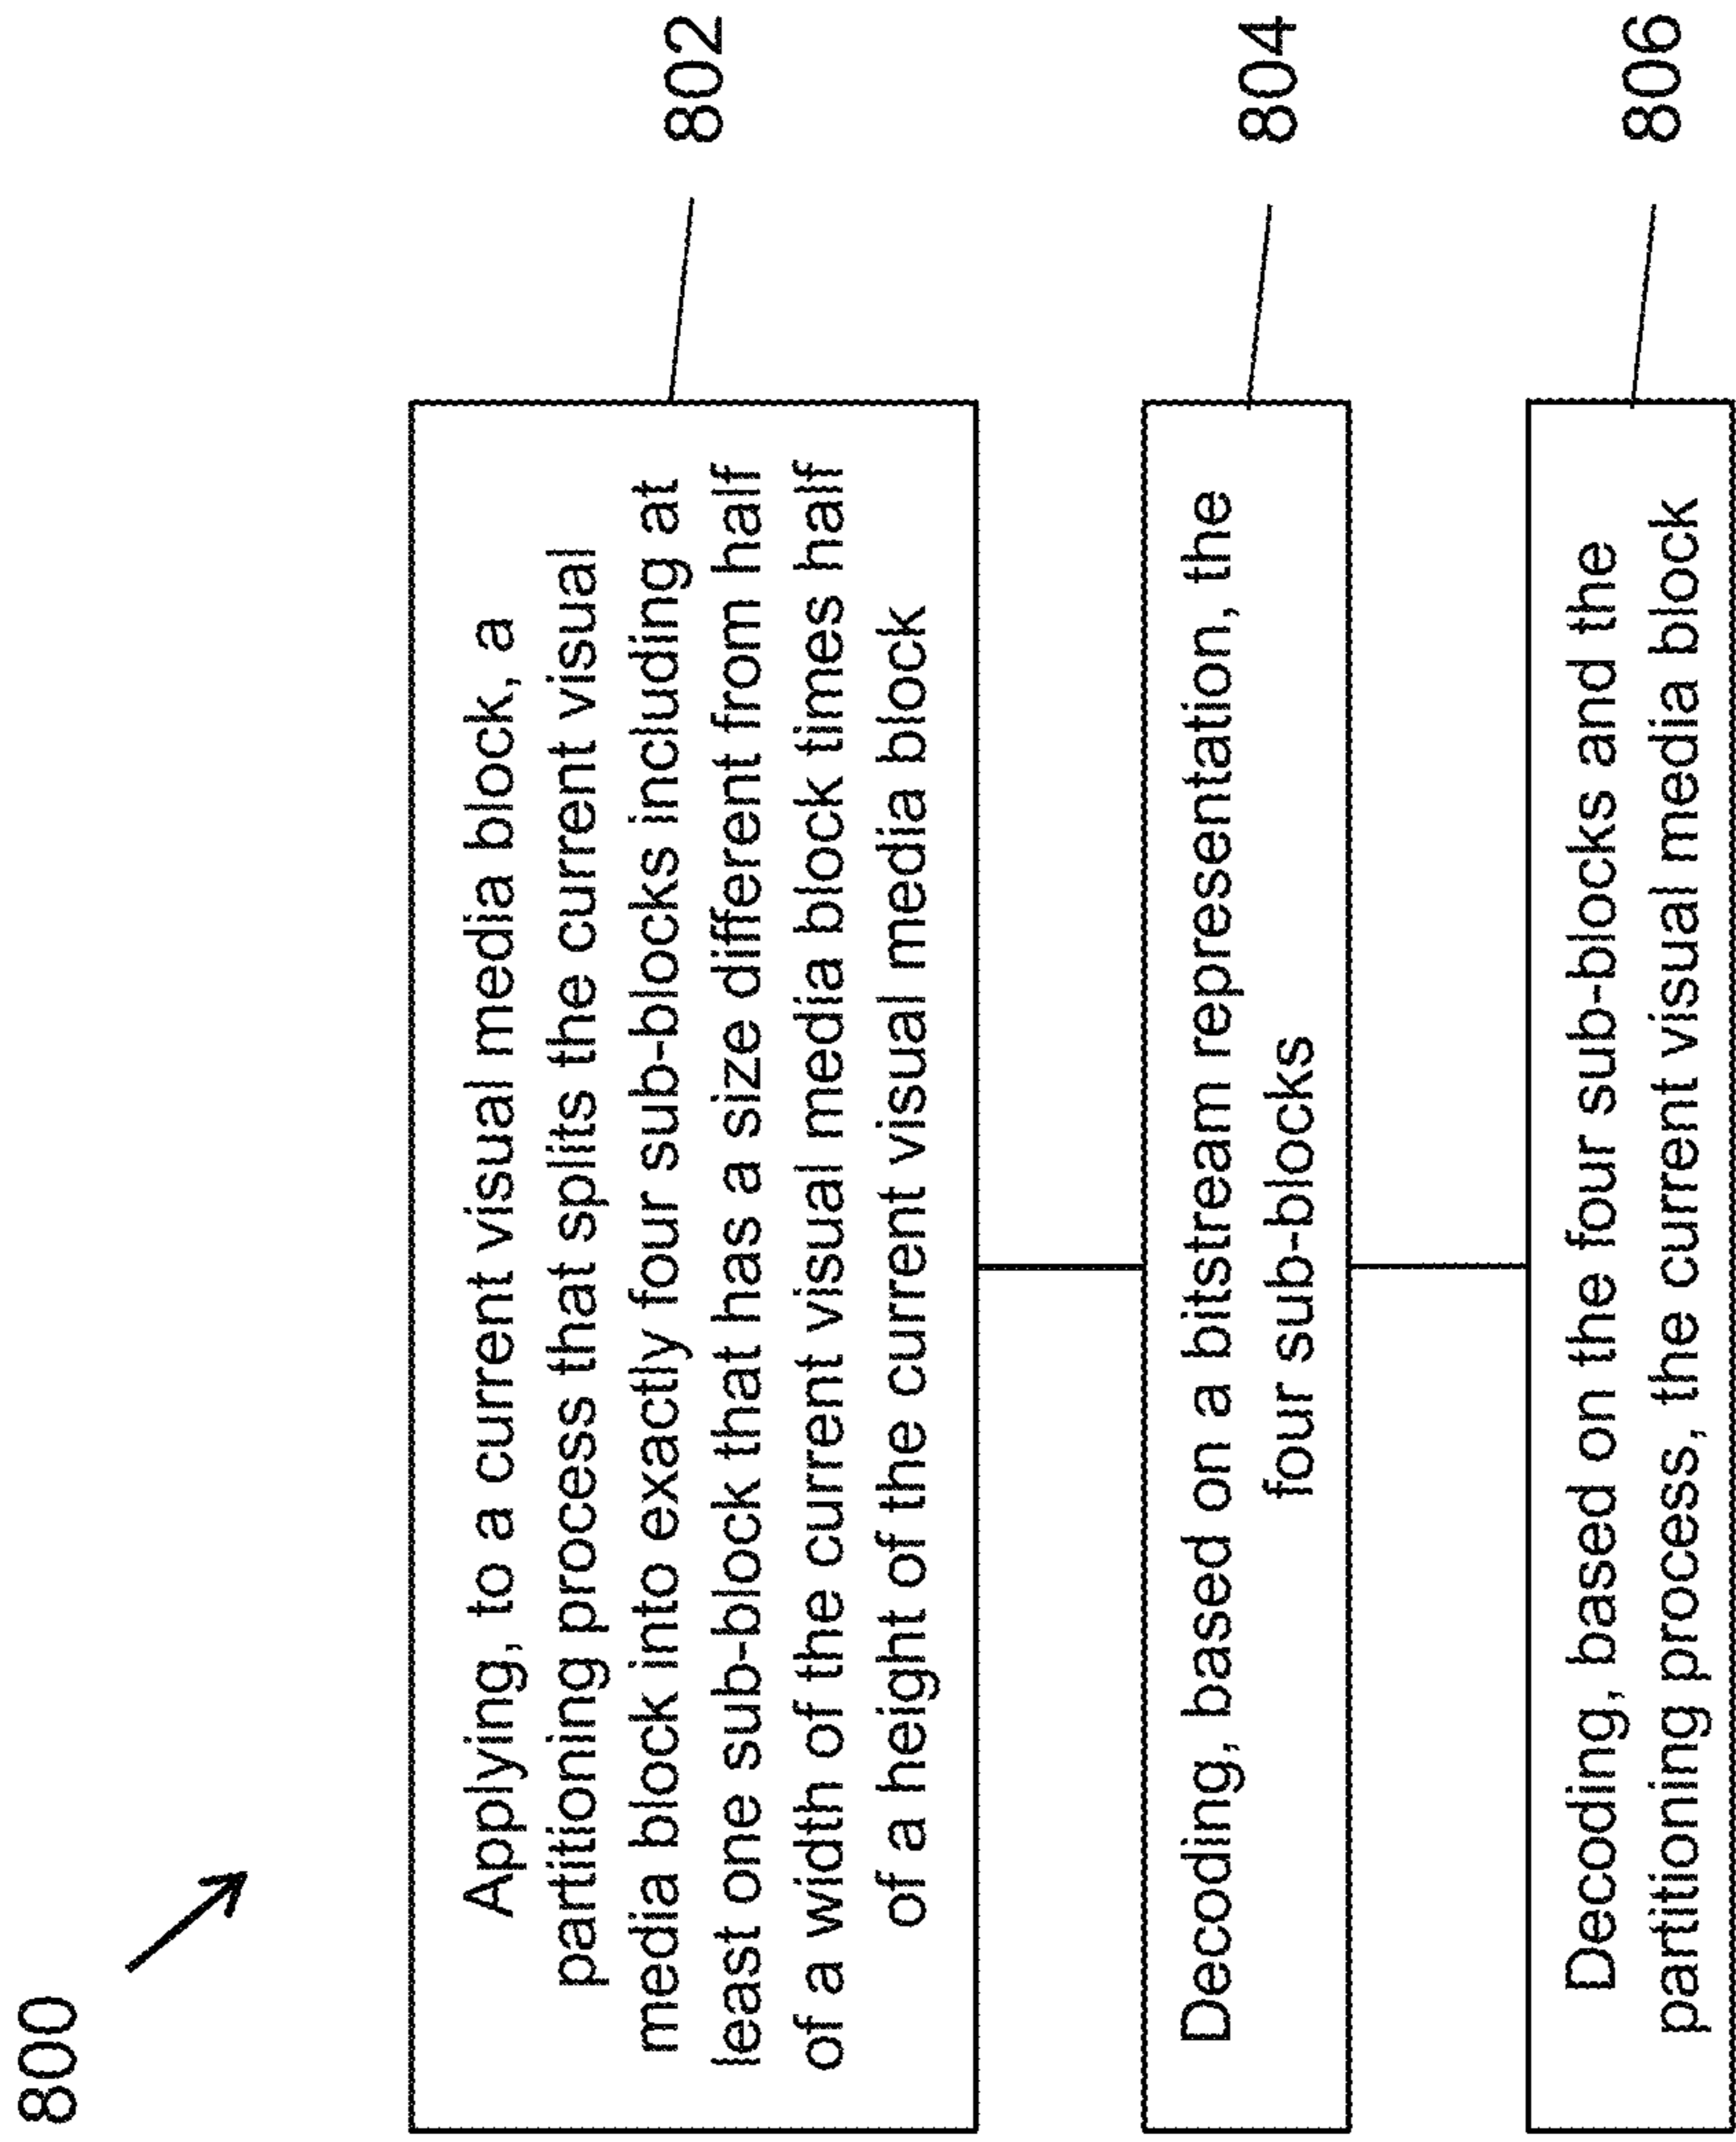 800
Applying, to a current visual media block, a
partitioning process that splits the current visual
media block into exactly four sub-blocks including at
least one sub-block that has a size different from half
of a width of the current visual media block times half
of a height of the current visual media block
802
Decoding, based on a bitstream representation, the
four sub-blocks
804
Decoding, based on the four sub-blocks and the
partitioning process, the current visual media block
806